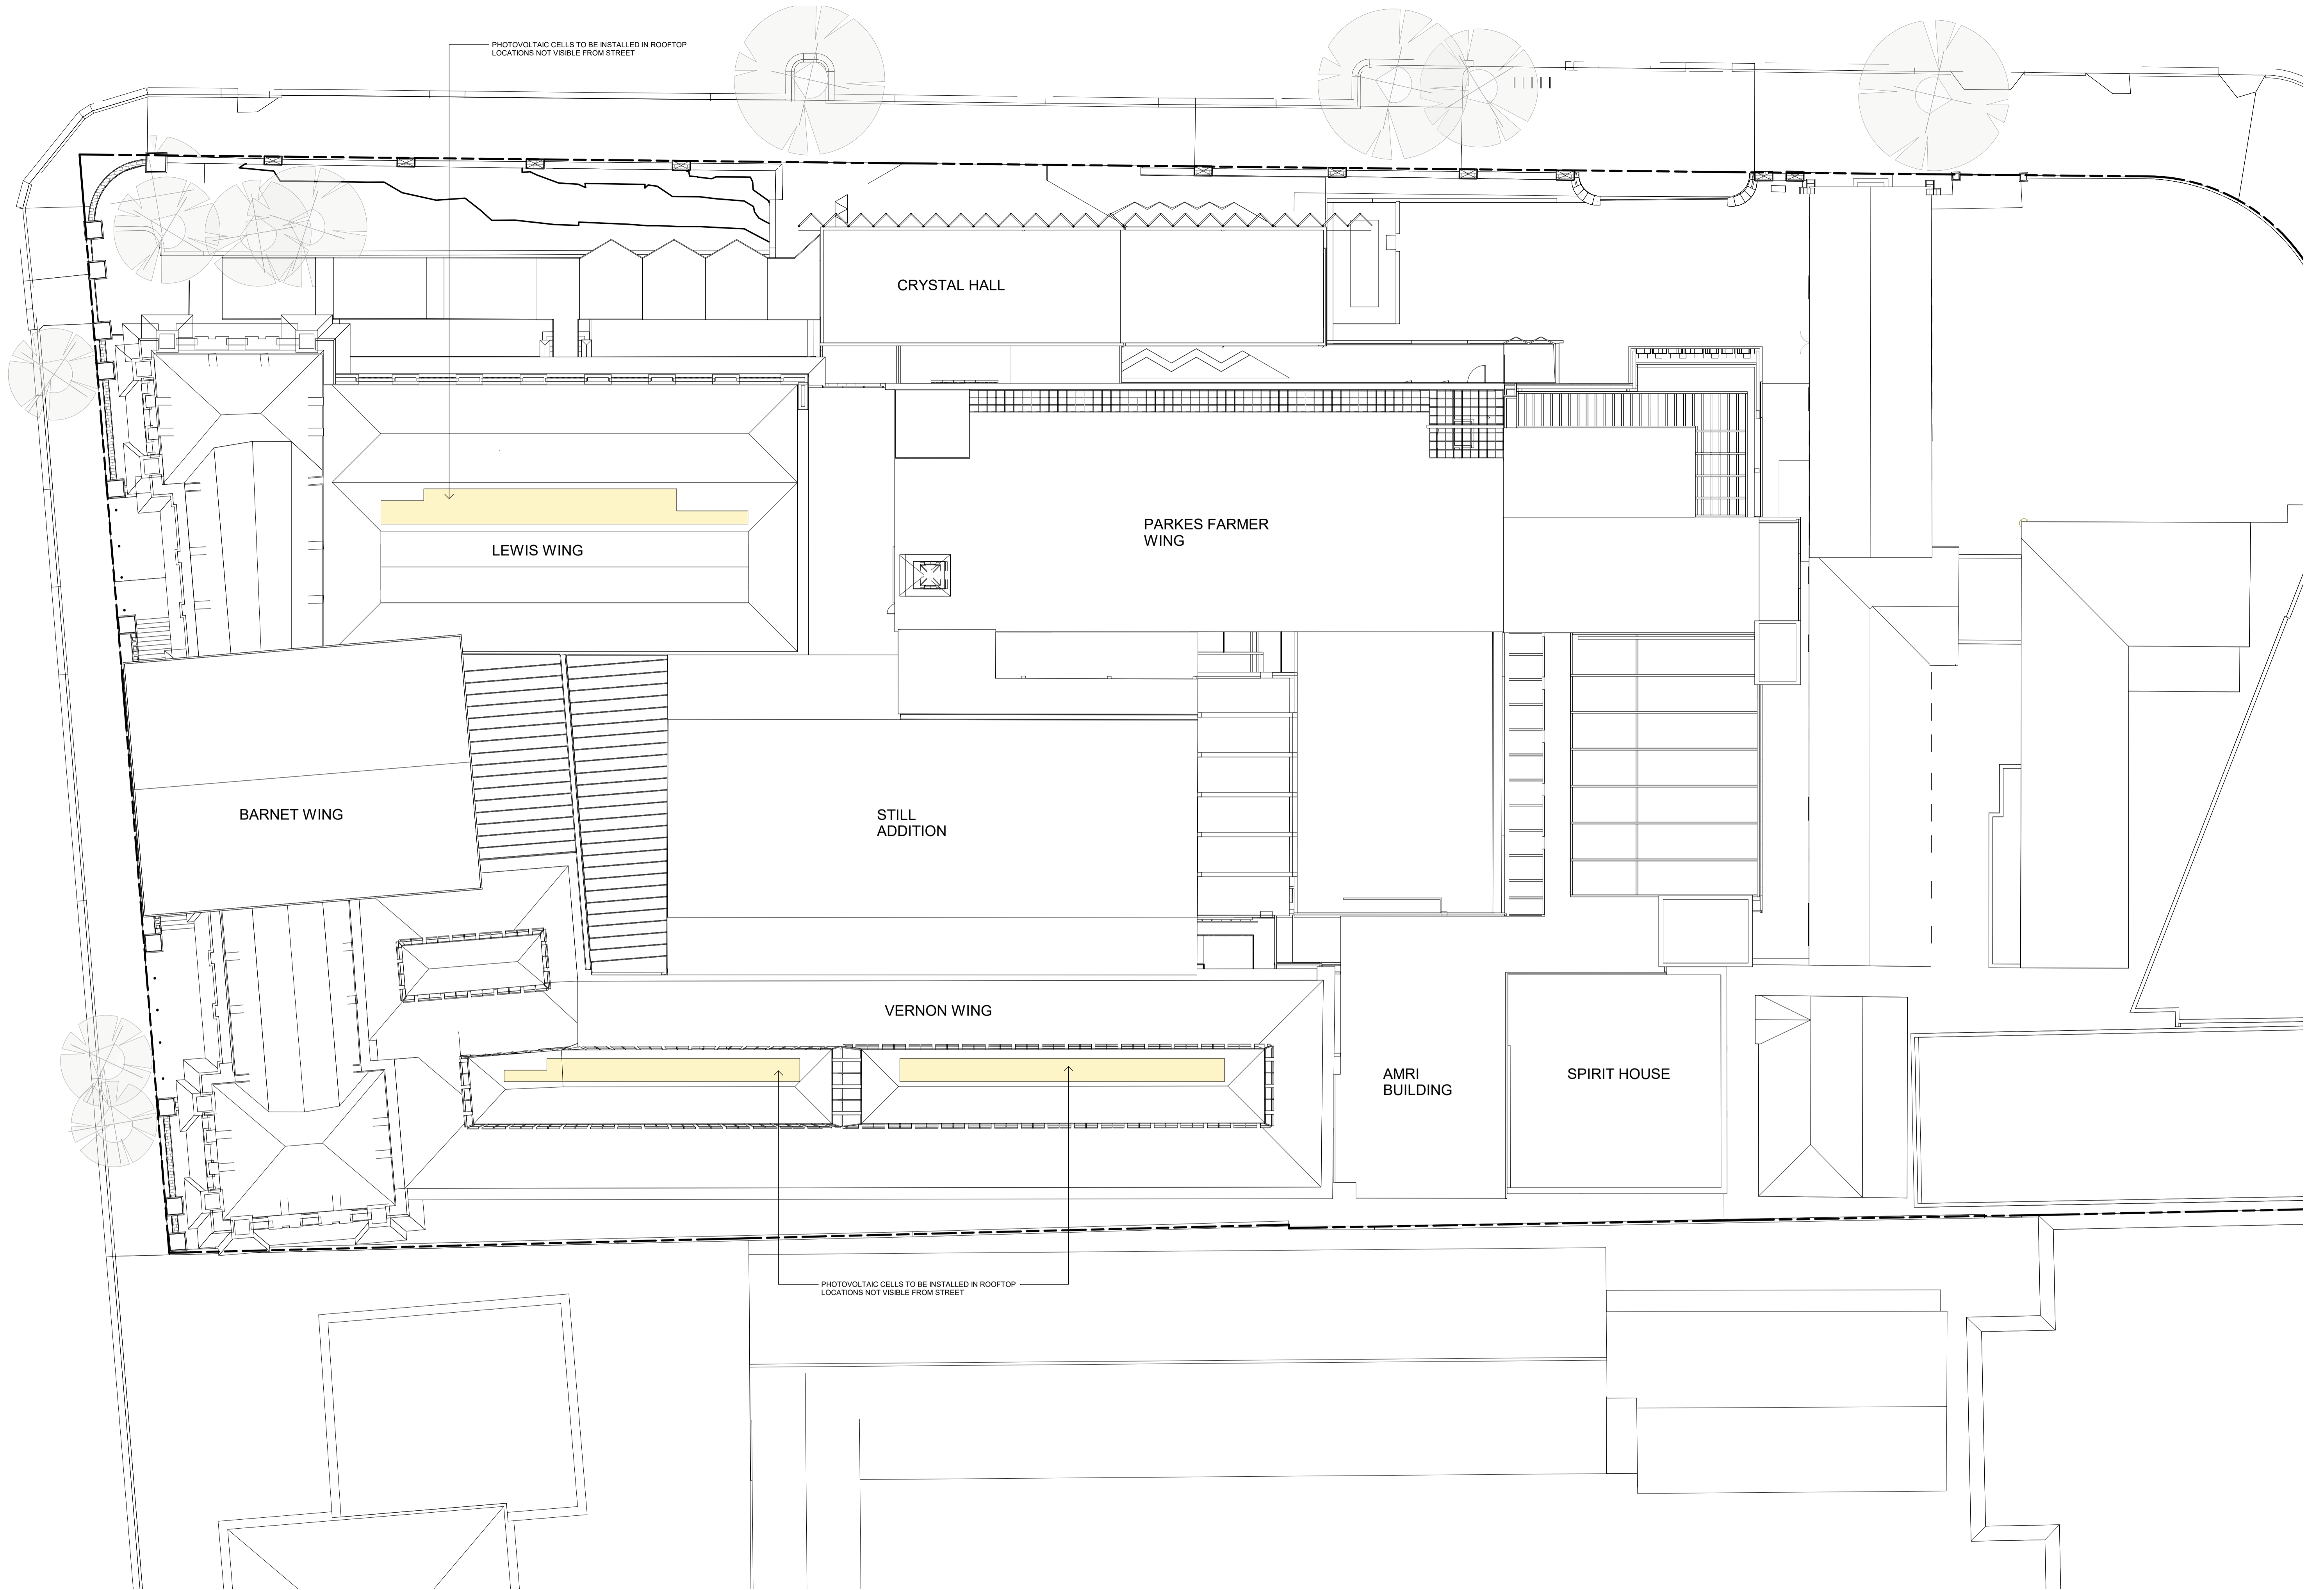 PHOTOVOLTAIC CELLS TO BE INSTALLED IN ROOFTOP
LOCATIONS NOT VISIBLE FROM STREET
CRYSTAL HALL
PARKES FARMER
WING
LEWIS WING
BARNET WING
STILL
ADDITION
VERNON WING
AMRI
BUILDING
SPIRIT HOUSE
PHOTOVOLTAIC CELLS TO BE INSTALLED IN ROOFTOP
LOCATIONS NOT VISIBLE FROM STREET